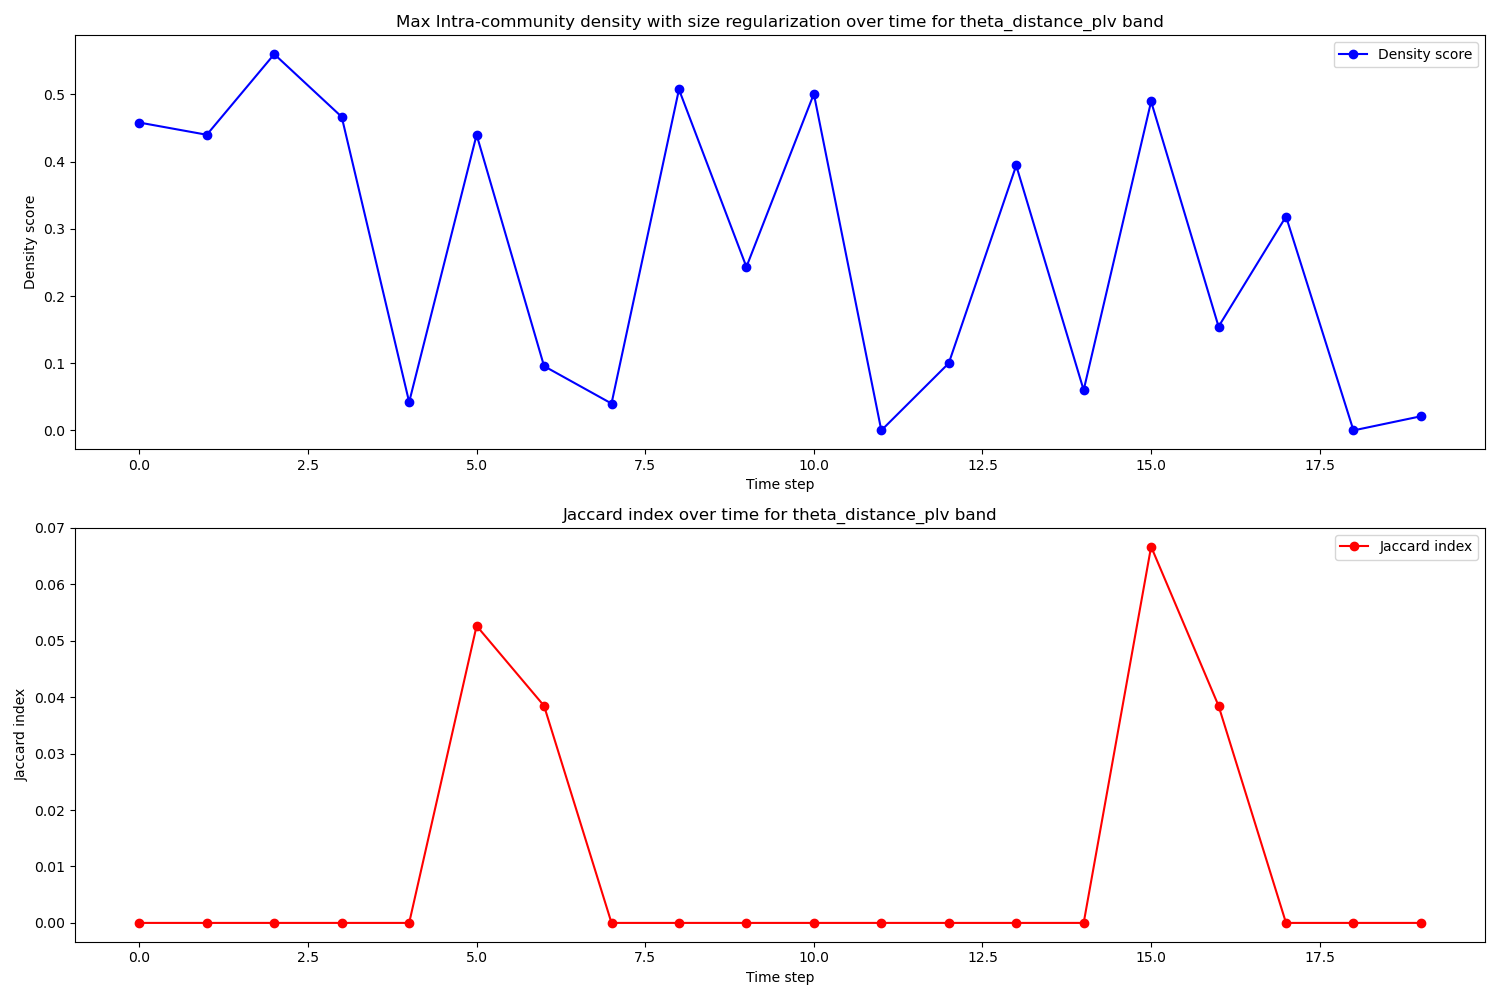 Max Intra-community density with size regularization over time for theta_distance_plv band
Density score
Density score
0.5
0.4
0.3
0.2
0.1
0.0
0.0 2.5 5.0 7.5 10.0 12.5 15.0 17.5
Time step
Jaccard index over time for theta_distance_plv band
Jaccard index
Jaccard index
0.07
0.06
0.05
0.04
0.03
0.02
0.01
0.00
0.0 2.5 5.0 7.5 10.0 12.5 15.0 17.5
Time step